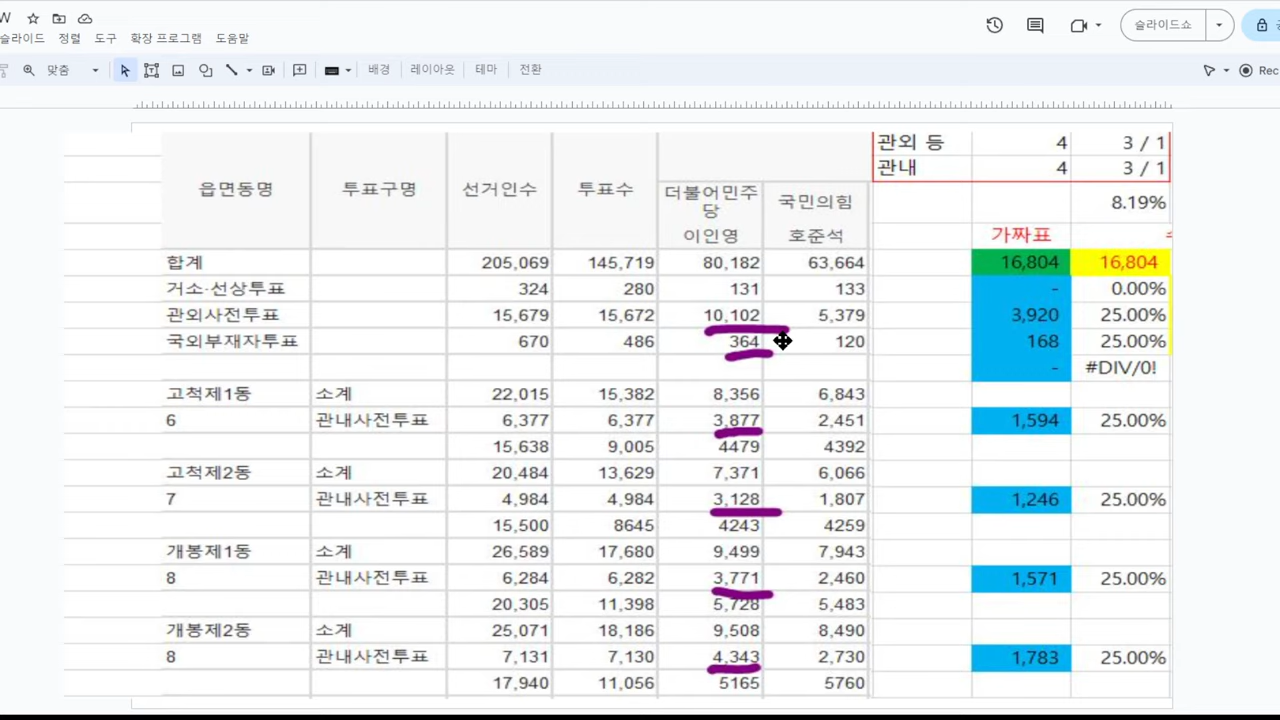 W
슬라이드 정렬 도구 확장 프로그램 도움말
슬라이드쇼
맞춤 배경 레이아웃 테마 전환 Rec
관외 등 4 3 / 1
관내 4 3 / 1
읍면동명 투표구명 선거인수 투표수 더불어민주당 이인영 국민의힘 호준석
8.19%
가짜표
합계 205,069 145,719 80,182 63,664 16,804 16,804
거소·선상투표 324 280 131 133 - 0.00%
관외사전투표 15,679 15,672 10,102 5,379 3,920 25.00%
국외부재자투표 670 486 364 120 168 25.00%
- #DIV/0!
고척제1동 소계 22,015 15,382 8,356 6,843
6 관내사전투표 6,377 6,377 3,877 2,451 1,594 25.00%
15,638 9,005 4479 4392
고척제2동 소계 20,484 13,629 7,371 6,066
7 관내사전투표 4,984 4,984 3,128 1,807 1,246 25.00%
15,500 8645 4243 4259
개봉제1동 소계 26,589 17,680 9,499 7,943
8 관내사전투표 6,284 6,282 3,771 2,460 1,571 25.00%
20,305 11,398 5,728 5,483
개봉제2동 소계 25,071 18,186 9,508 8,490
8 관내사전투표 7,131 7,130 4,343 2,730 1,783 25.00%
17,940 11,056 5165 5760